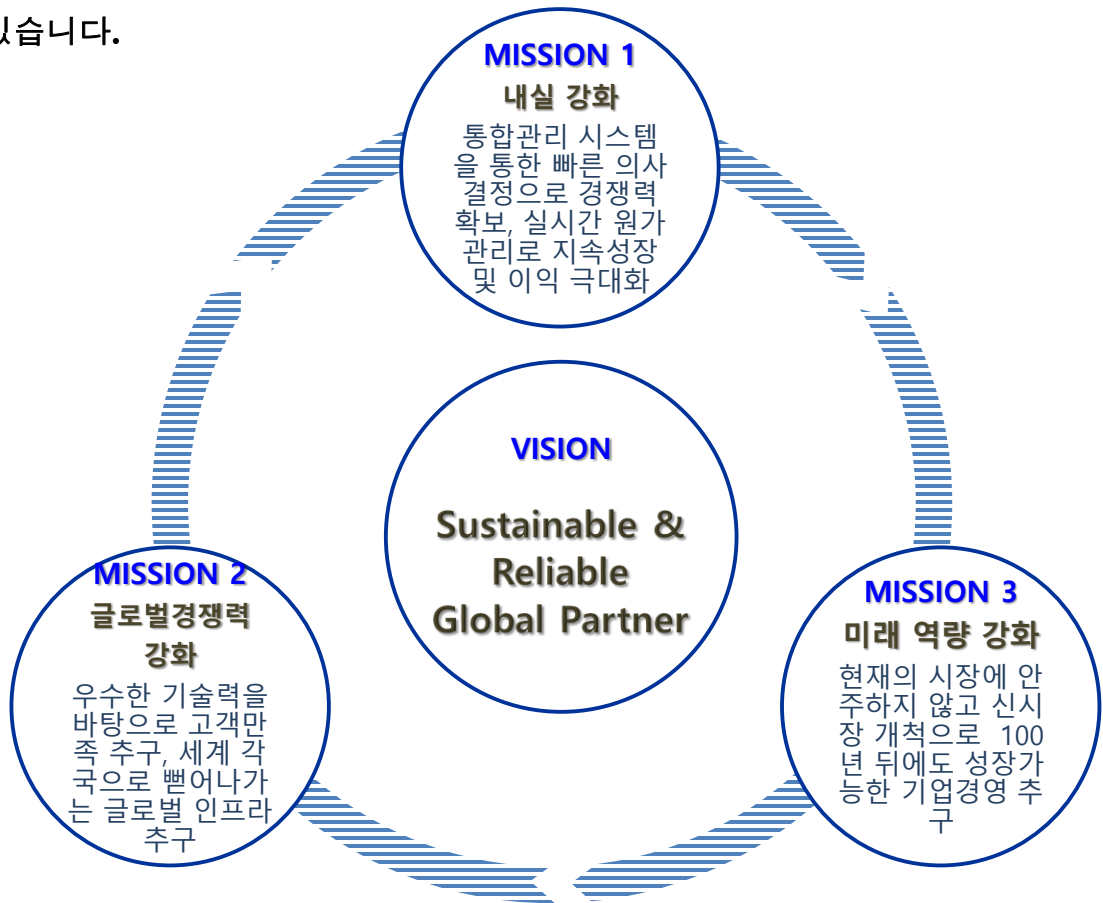 있습니다.
MISSION 1
내실 강화
통합관리 시스템
을 통한 빠른 의사
결정으로 경쟁력
확보, 실시간 원가
관리로 지속성장
및 이익 극대화
VISION
Sustainable &
Reliable
Global Partner
MISSION 2
글로벌경쟁력
강화
우수한 기술력을
바탕으로 고객만
족 추구, 세계 각
국으로 뻗어나가
는 글로벌 인프라
추구
MISSION 3
미래 역량 강화
현재의 시장에 안
주하지 않고 신시
장 개척으로 100
년 뒤에도 성장가
능한 기업경영 추
구